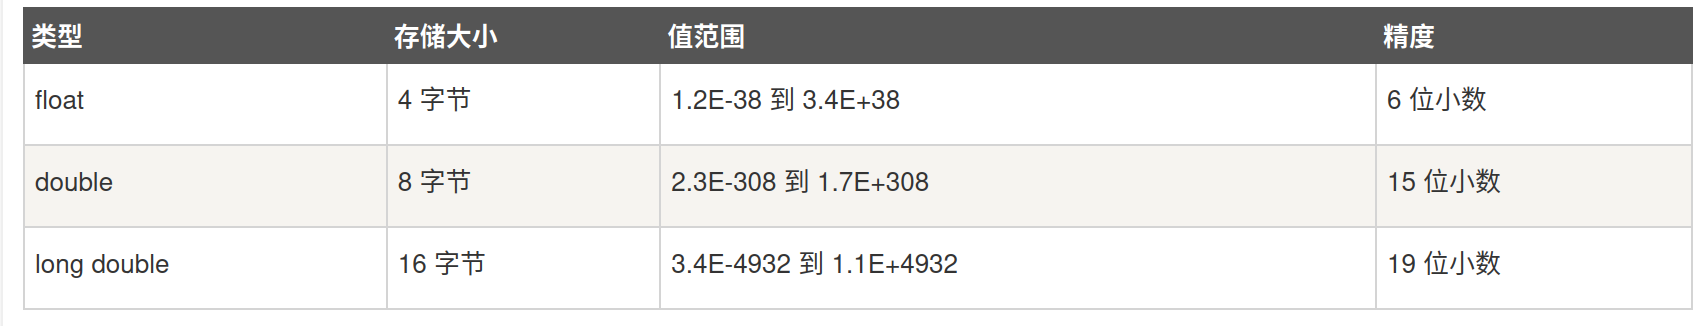 类型 存储大小 值范围 精度
float 4 字节 1.2E-38 到 3.4E+38 6 位小数
double 8 字节 2.3E-308 到 1.7E+308 15 位小数
long double 16 字节 3.4E-4932 到 1.1E+4932 19 位小数